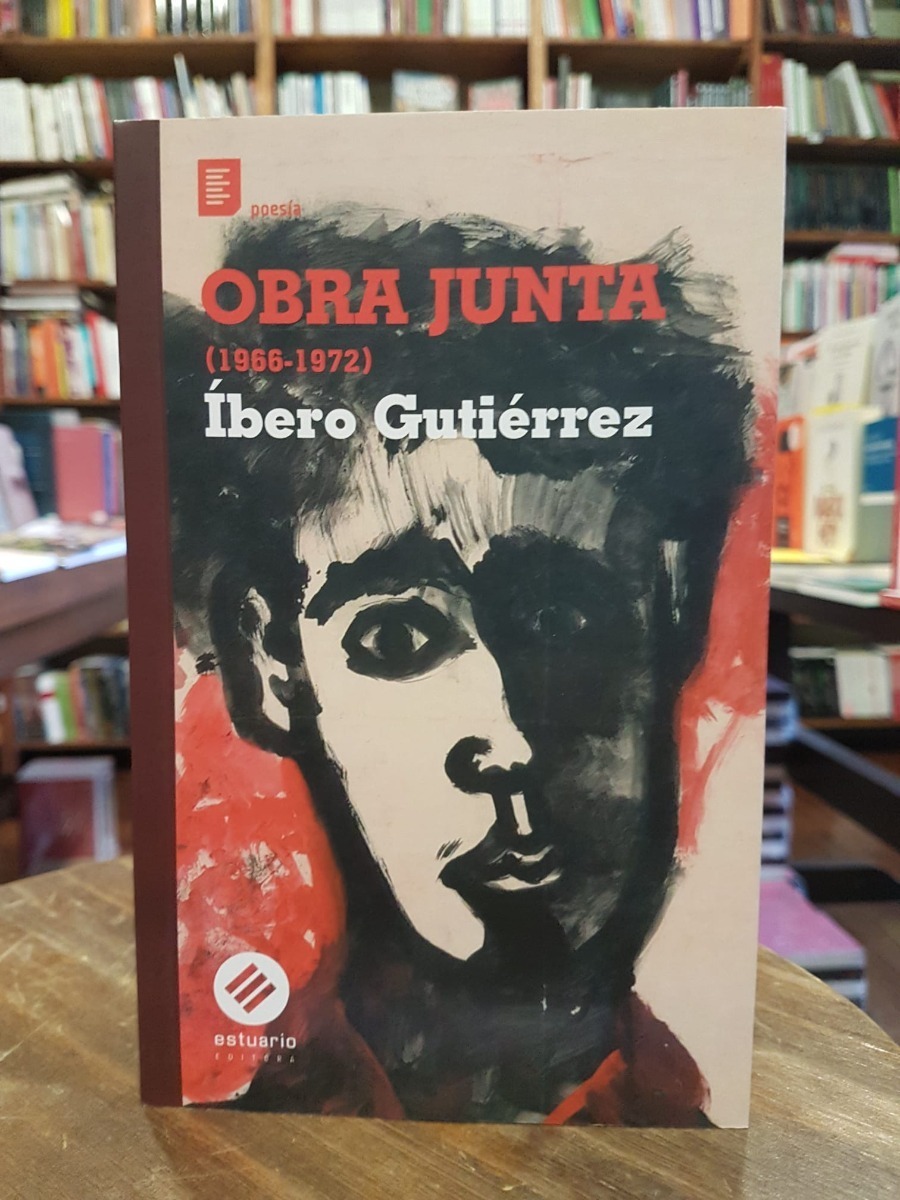 poesía
OBRA JUNTA
(1966-1972)
Íbero Gutiérrez
estuario
EDITORA